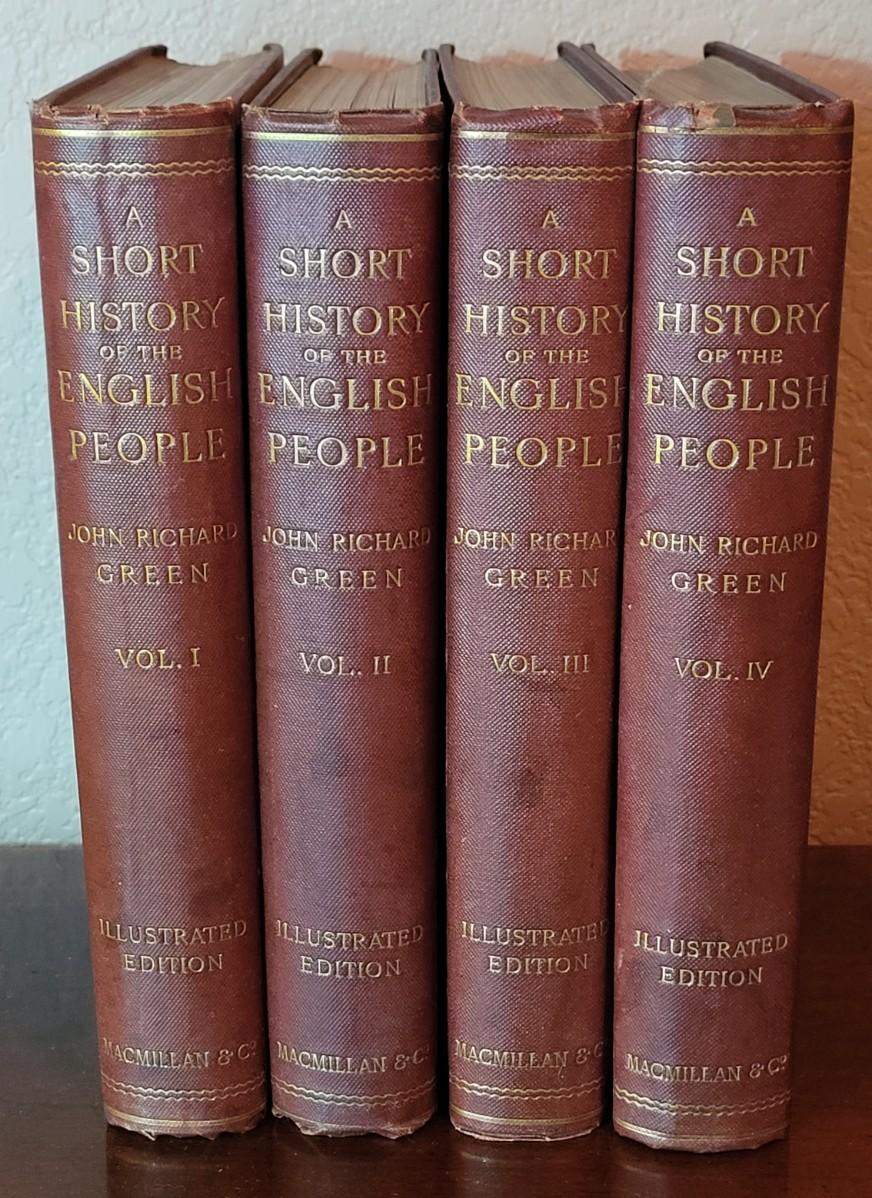 A
SHORT
HISTORY
OF THE
ENGLISH
PEOPLE
JOHN RICHARD
GREEN
VOL. I
ILLUSTRATED
EDITION
MACMILLAN & Co
A
SHORT
HISTORY
OF THE
ENGLISH
PEOPLE
JOHN RICHARD
GREEN
VOL. II
ILLUSTRATED
EDITION
MACMILLAN & Co
A
SHORT
HISTORY
OF THE
ENGLISH
PEOPLE
JOHN RICHAR
GREEN
VOL. III
ILLUSTRATED
EDITION
MACMILLAN & C
A
SHORT
HISTORY
OF THE
ENGLISH
PEOPLE
JOHN RICHARD
GREEN
VOL. IV
ILLUSTRATED
EDITION
MACMILLAN & Co